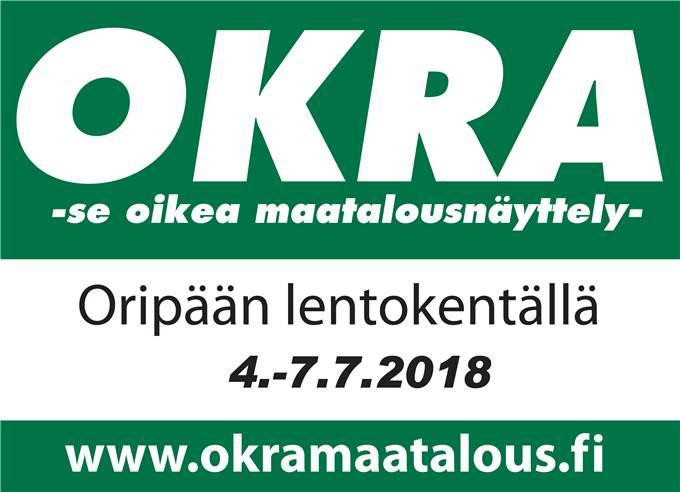 OKRA
-se oikea maatalousnäyttely-
Oripään lentokentällä
4.-7.7.2018
www.okramaatalous.fi